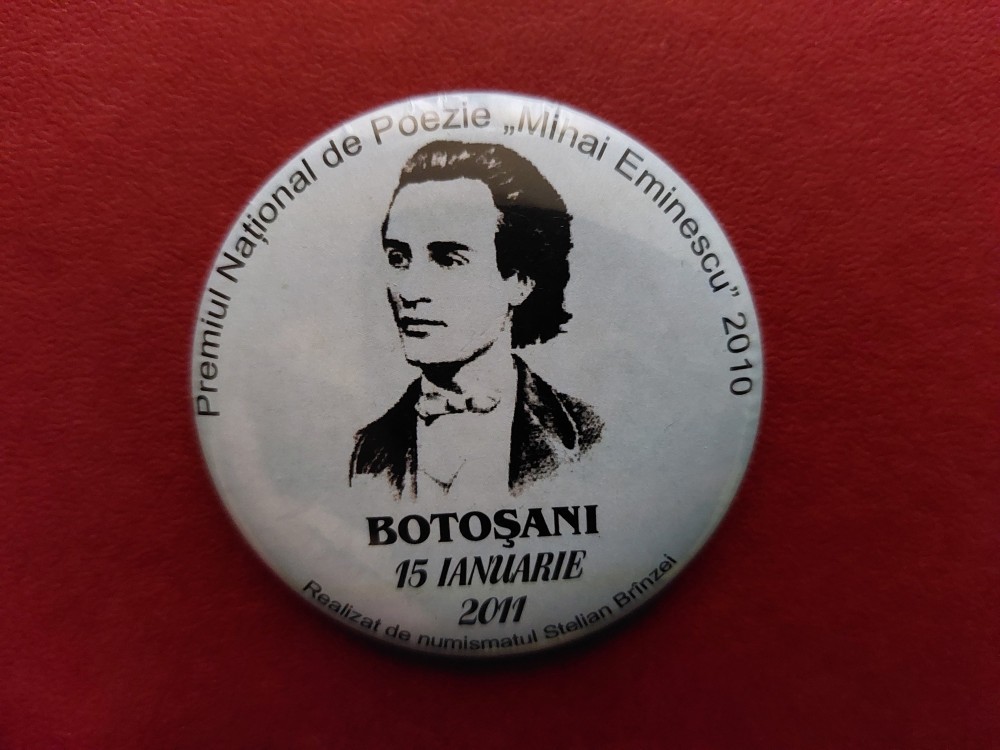 Premiul Național de Poezie „Mihai Eminescu” 2010
BOTOŞANI
15 IANUARIE
2011
Realizat de numismatul Stelian Brînzei